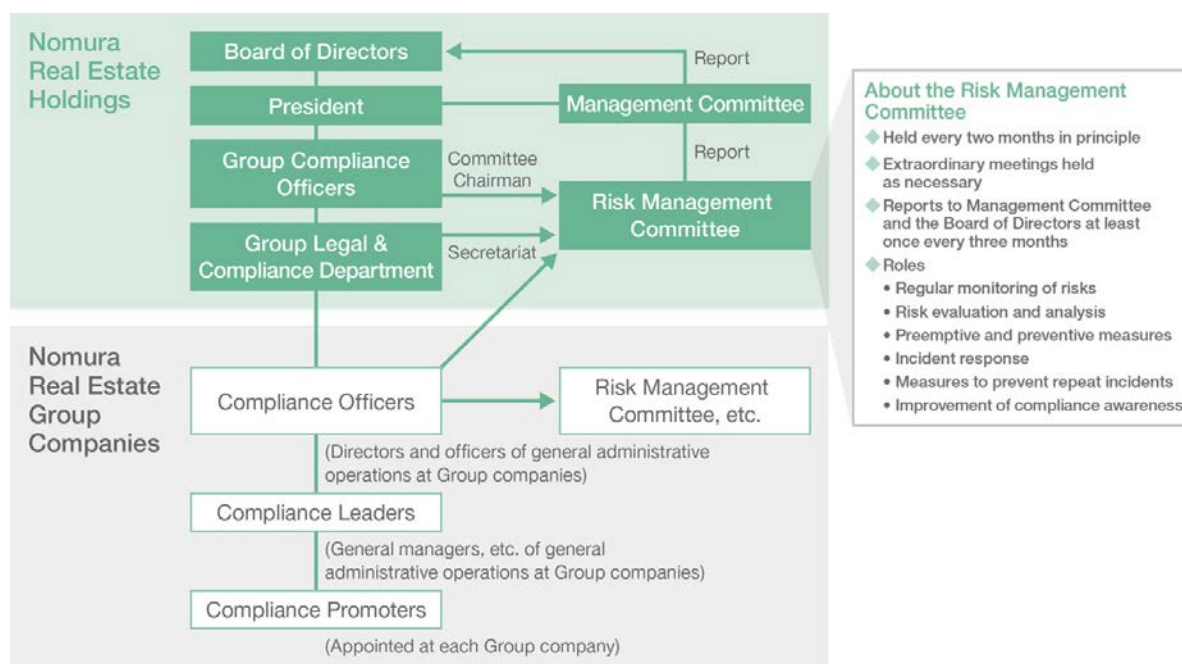 Nomura
Real Estate
Holdings
Board of Directors
Report
President
Management Committee
Group Compliance
Officers
Committee
Chairman
Report
Risk Management
Committee
Group Legal &
Compliance Department
Secretariat
About the Risk Management
Committee
◆ Held every two months in principle
◆ Extraordinary meetings held
as necessary
◆ Reports to Management Committee
and the Board of Directors at least
once every three months
◆ Roles
• Regular monitoring of risks
• Risk evaluation and analysis
• Preemptive and preventive measures
• Incident response
• Measures to prevent repeat incidents
• Improvement of compliance awareness
Nomura
Real Estate
Group
Companies
Compliance Officers
Risk Management
Committee, etc.
(Directors and officers of general administrative
operations at Group companies)
Compliance Leaders
(General managers, etc. of general
administrative operations at Group companies)
Compliance Promoters
(Appointed at each Group company)